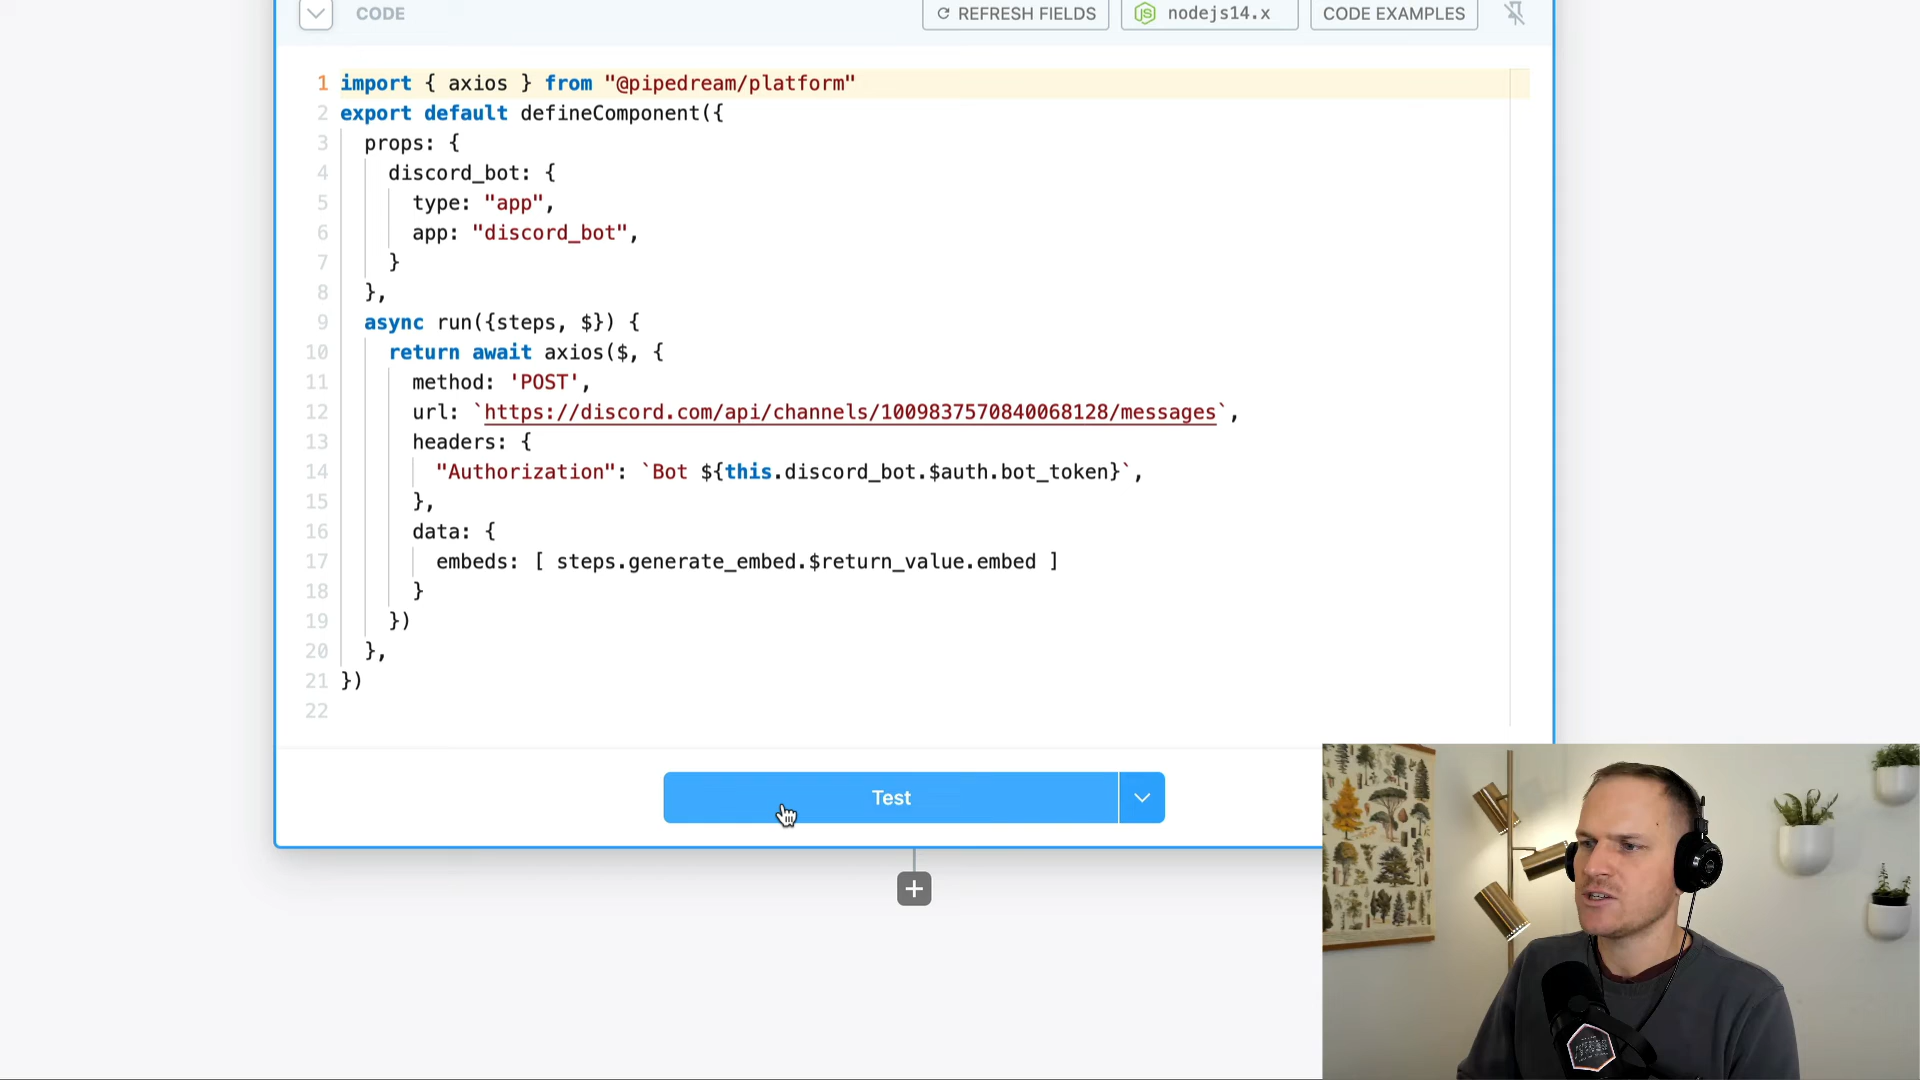 CODE
REFRESH FIELDS
nodejs14.x
CODE EXAMPLES
1 import { axios } from "@pipedream/platform"
2 export default defineComponent({
3 props: {
4 discord_bot: {
5 type: "app",
6 app: "discord_bot",
7 }
8 },
9 async run({steps, $}) {
10 return await axios($, {
11 method: 'POST',
12 url: `https://discord.com/api/channels/1009837570840068128/messages`,
13 headers: {
14 "Authorization": `Bot ${this.discord_bot.$auth.bot_token}`,
15 },
16 data: {
17 embeds: [ steps.generate_embed.$return_value.embed ]
18 }
19 })
20 },
21 })
22
Test